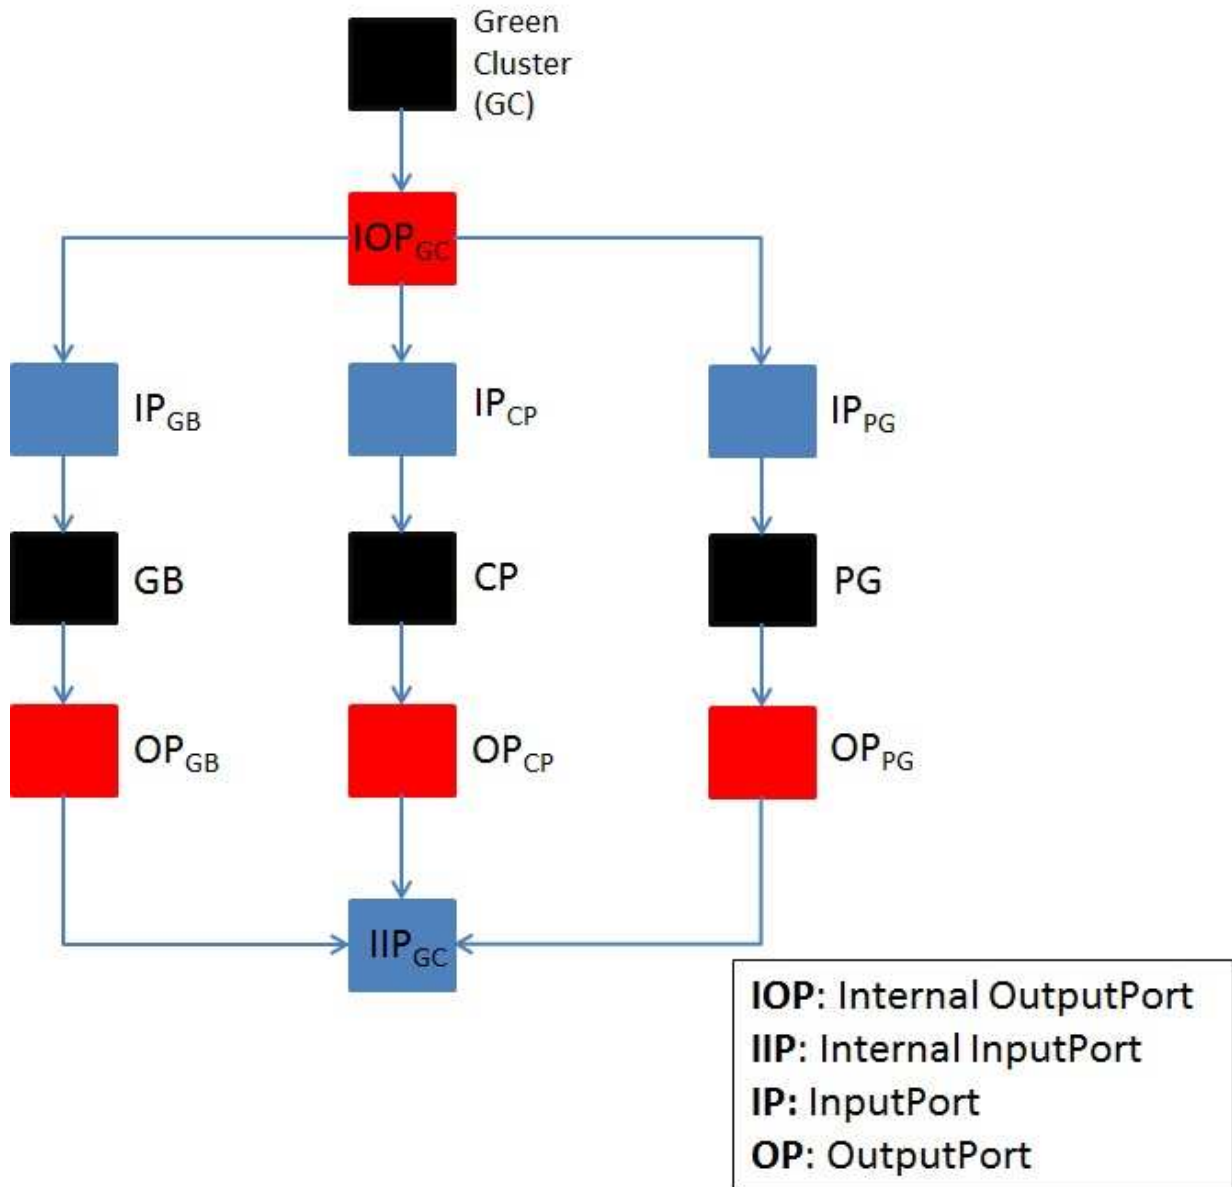 Green
Cluster
(GC)
IOPGC
IPGB
IPCP
IPPG
GB
CP
PG
OPGB
OPCP
OPPG
IIPGC
IOP: Internal OutputPort
IIP: Internal InputPort
IP: InputPort
OP: OutputPort